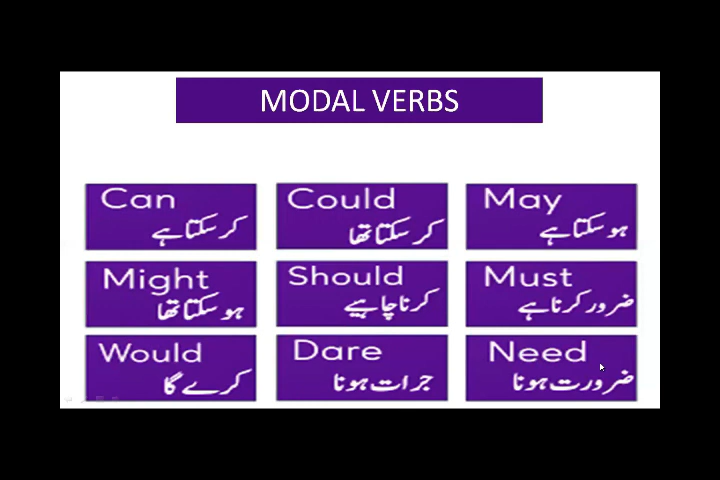 MODAL VERBS
Can
کر سکتا ہے
Could
کر سکتا تھا
May
ہو سکتا ہے
Might
ہو سکتا تھا
Should
کرنا چاہیے
Must
ضرور کرنا ہے
Would
کرے گا
Dare
جرات ہونا
Need
ضرورت ہونا